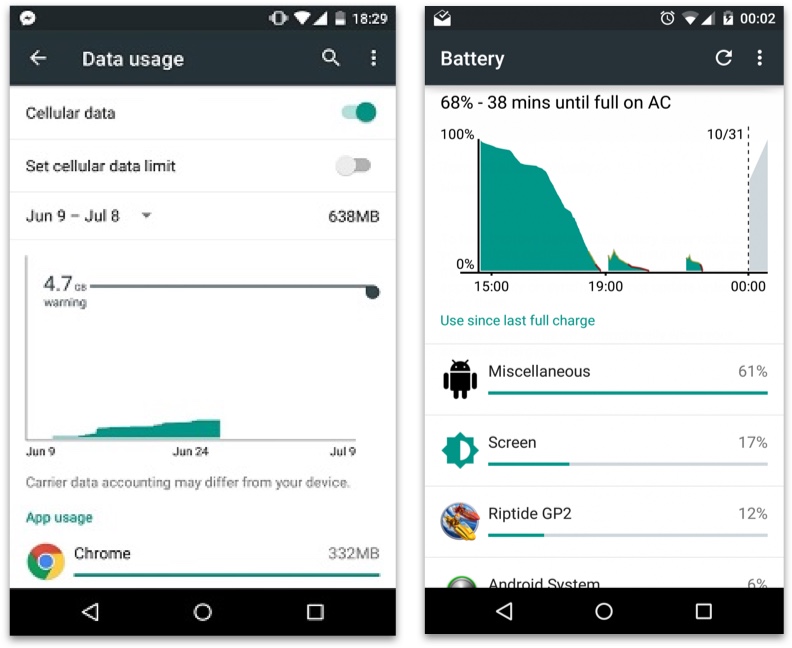 18:29
Data usage
Cellular data
Set cellular data limit
Jun 9 – Jul 8 638MB
4.7 GB
warning
Jun 9 Jun 24 Jul 9
Carrier data accounting may differ from your device.
App usage
Chrome 332MB
00:02
Battery
68% - 38 mins until full on AC
100% 10/31
0%
15:00 19:00 00:00
Use since last full charge
Miscellaneous 61%
Screen 17%
Riptide GP2 12%
Android System 6%